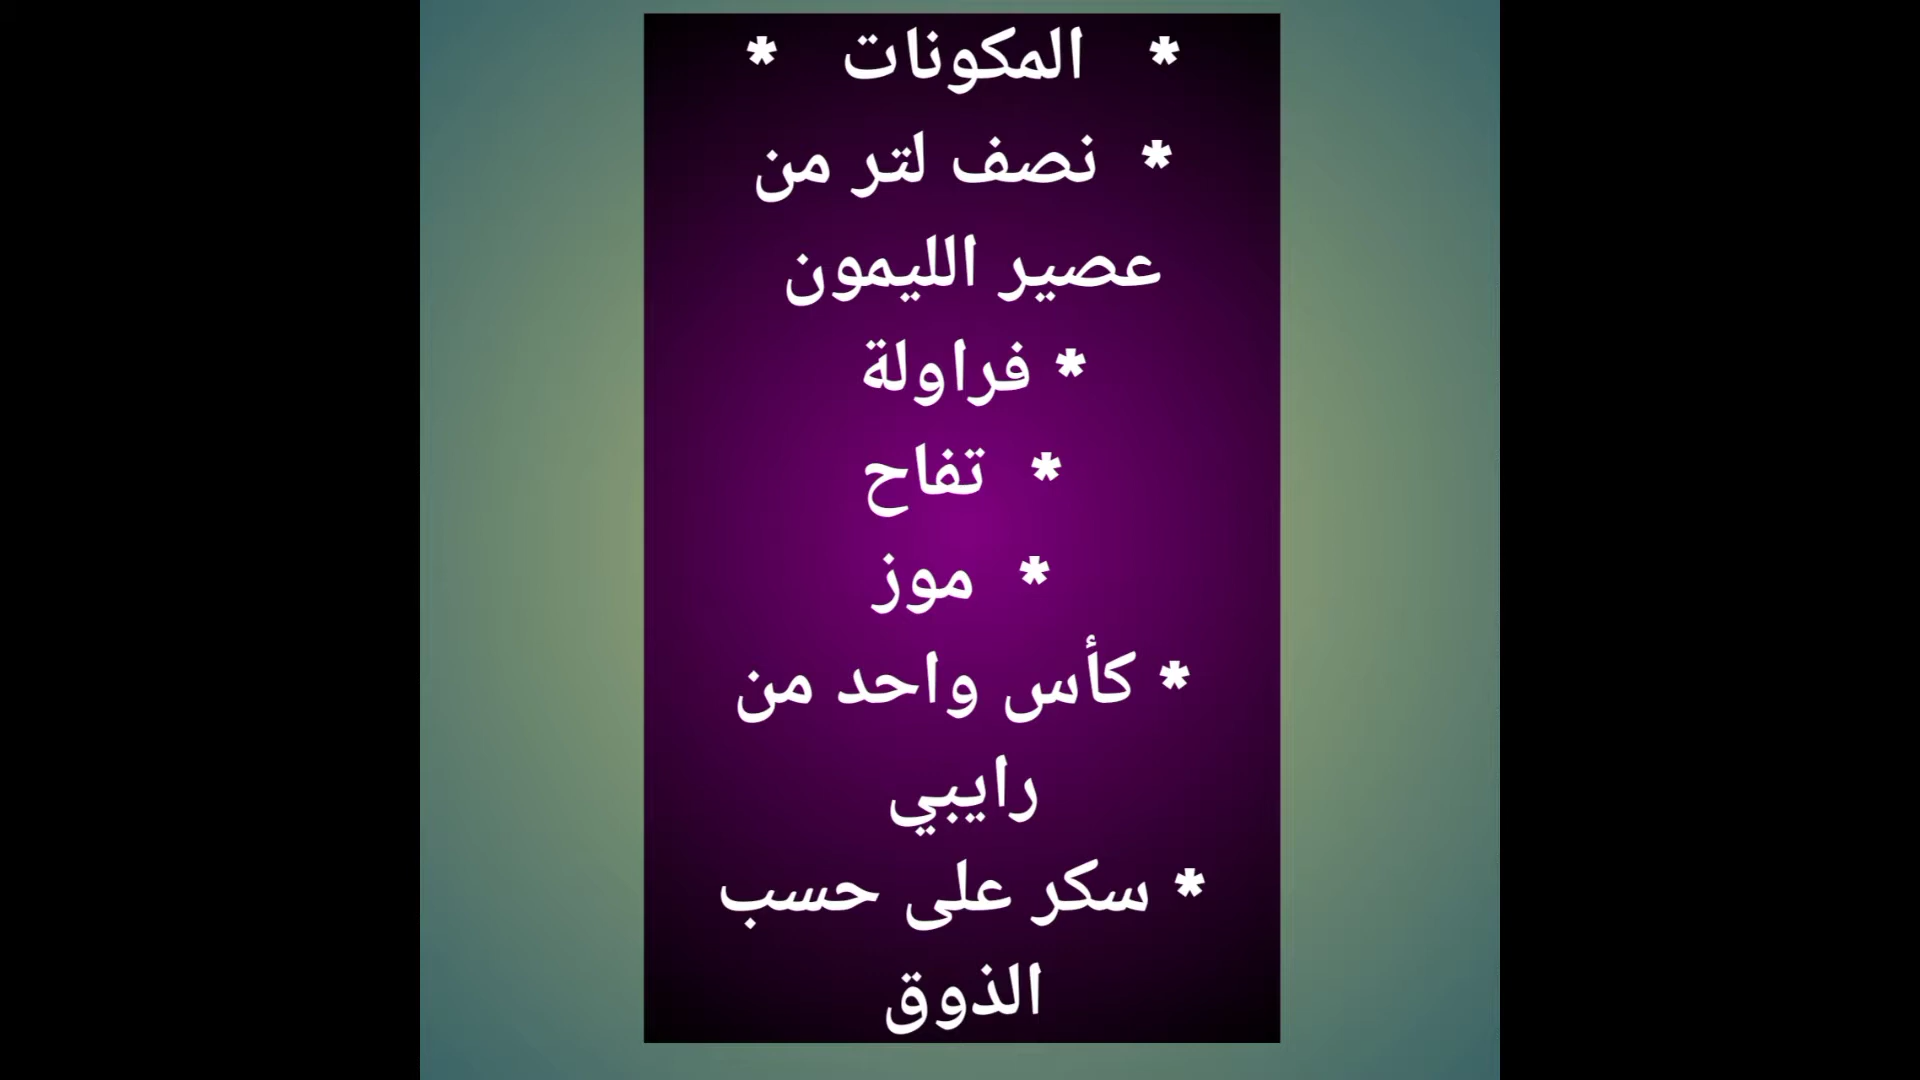 * المكونات *
* نصف لتر من
عصير الليمون
* فراولة
* تفاح
* موز
* كأس واحد من
رايبي
* سكر على حسب
الذوق